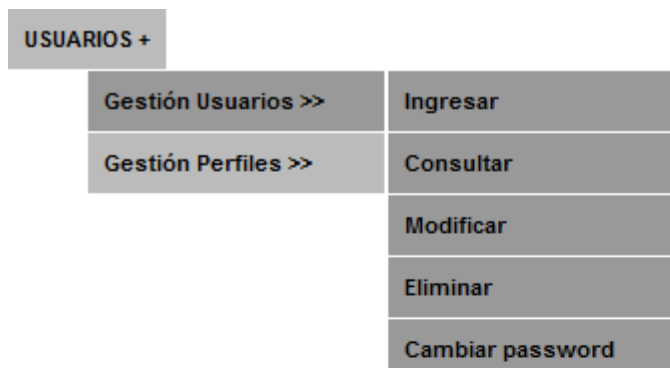 USUARIOS +
Gestión Usuarios >>
Ingresar
Gestión Perfiles >>
Consultar
Modificar
Eliminar
Cambiar password